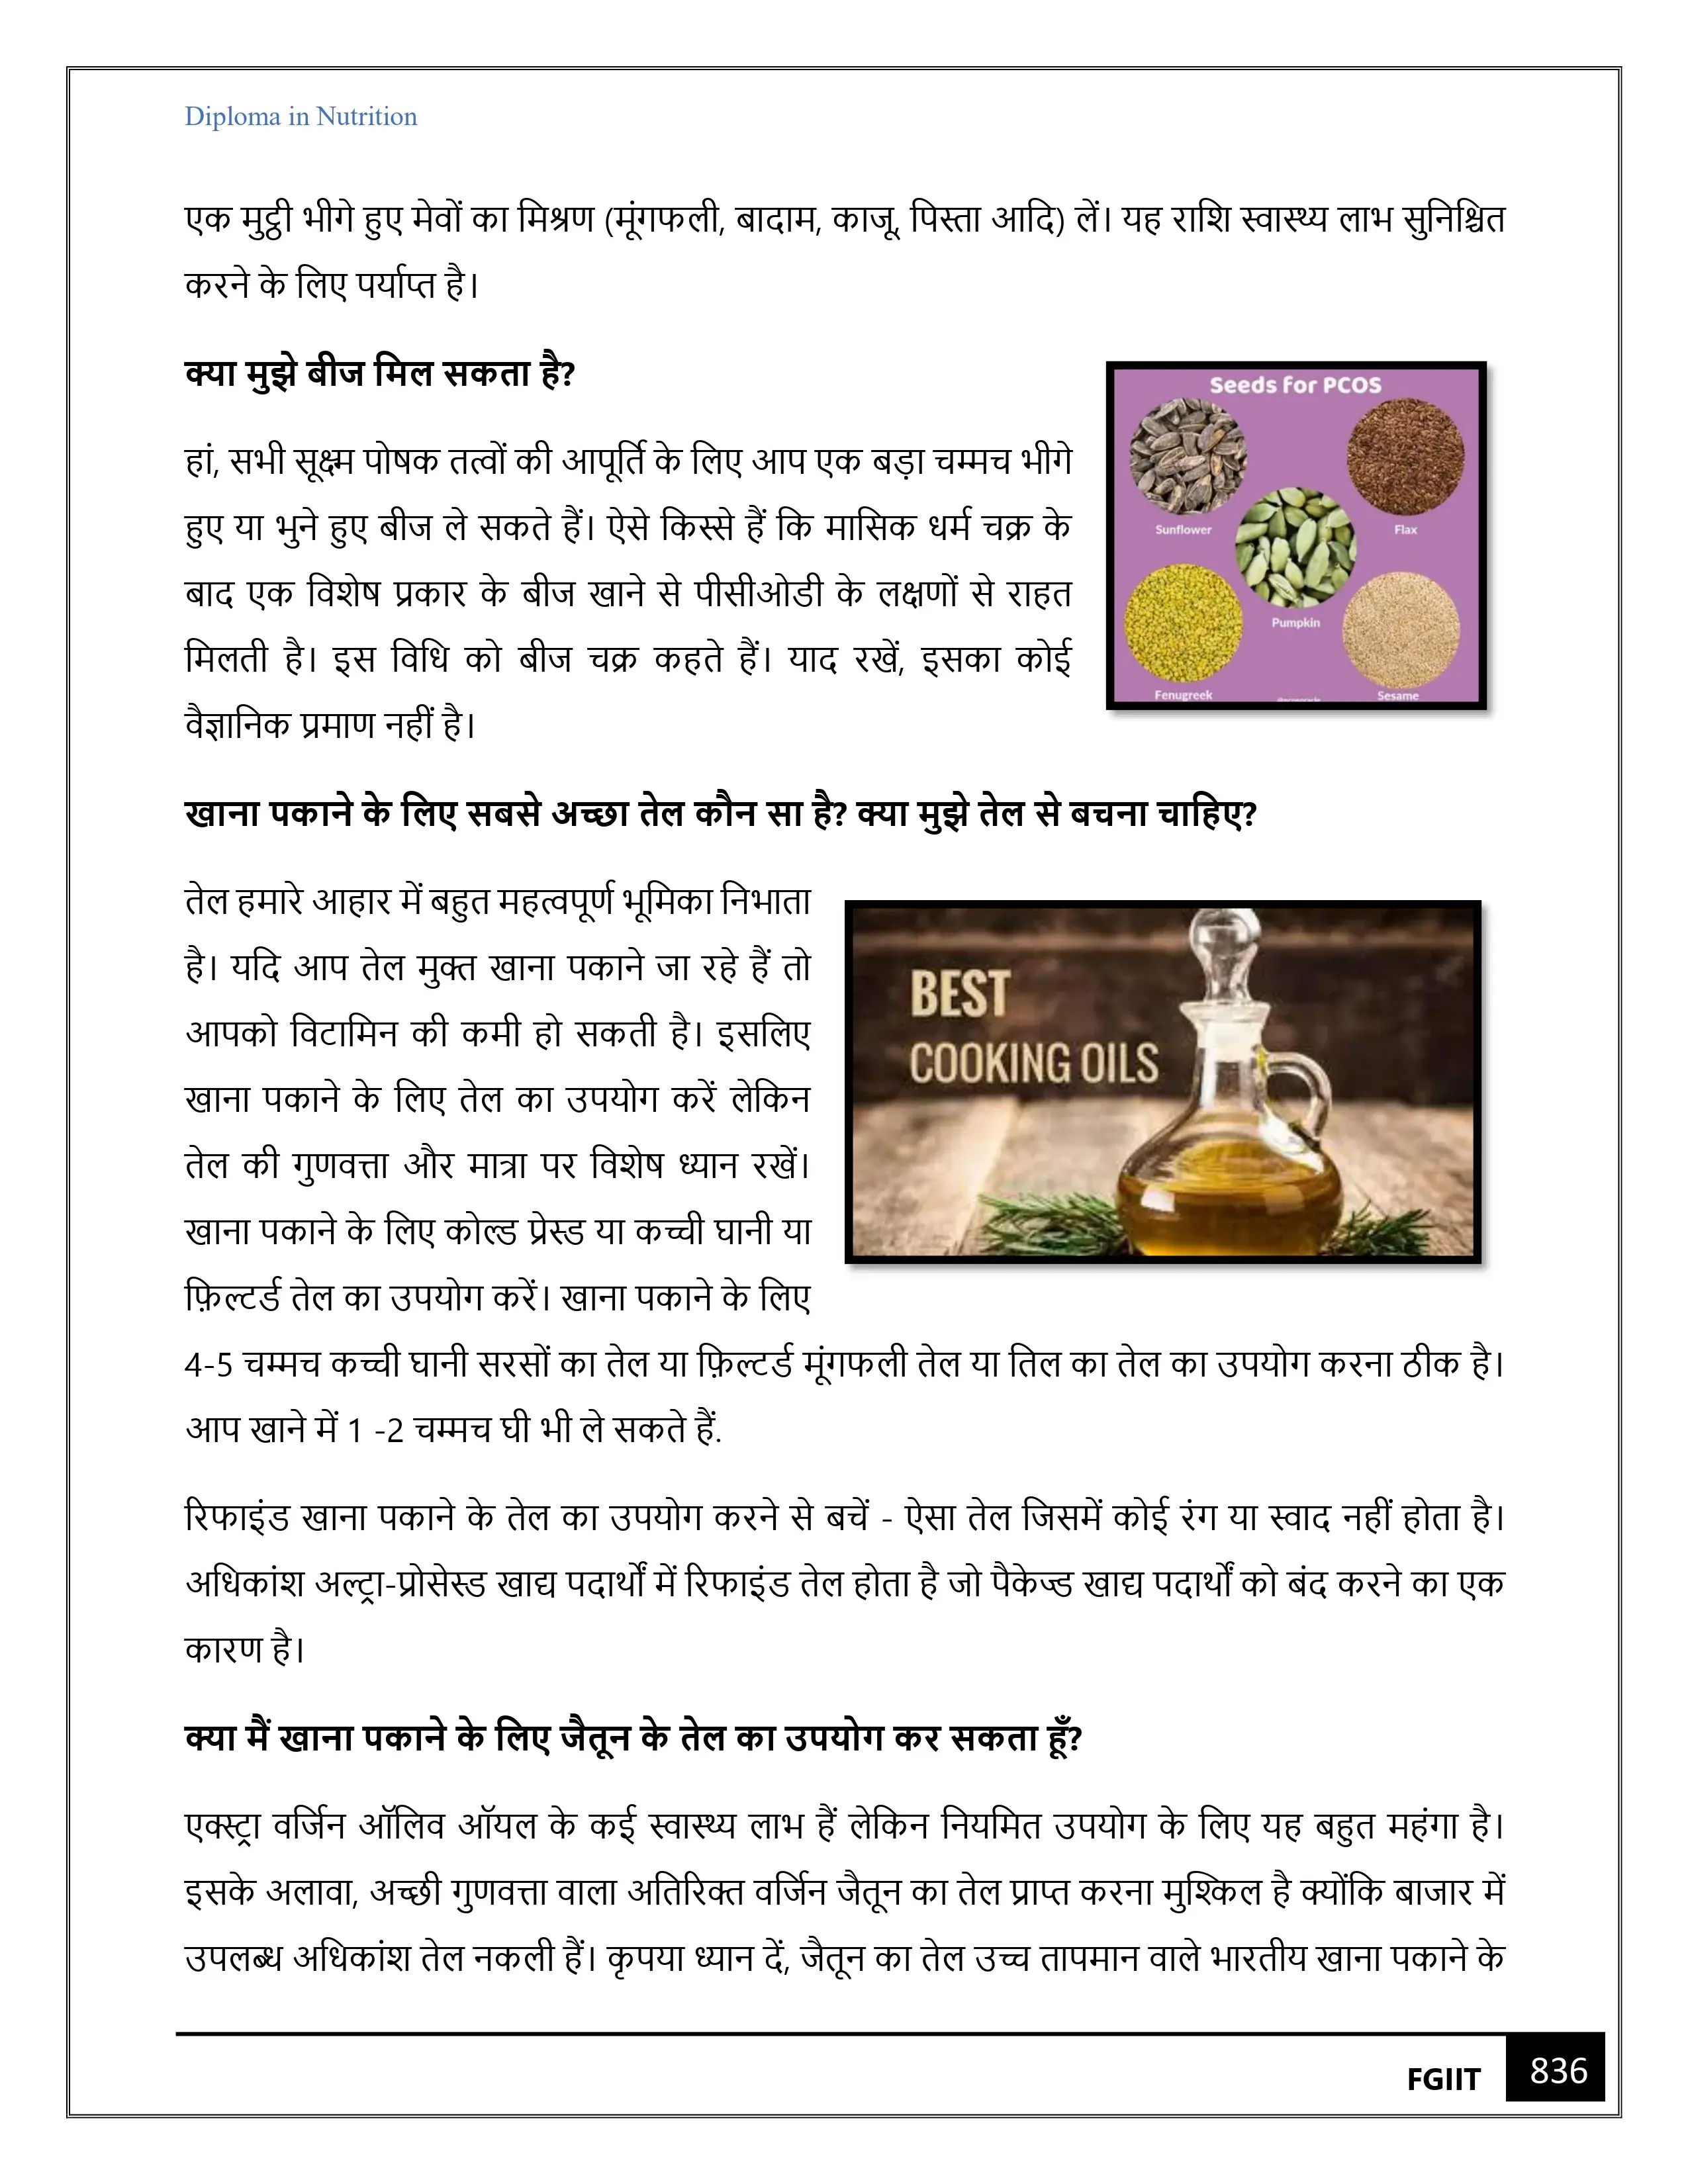 Diploma in Nutrition
एक मुट्ठी भीगे हुए मेवों का मिश्रण (मूंगफली, बादाम, काजू, पिस्ता आदि) लें। यह राशि स्वास्थ्य लाभ सुनिश्चित
करने के लिए पर्याप्त है।
क्या मुझे बीज मिल सकता है?
हां, सभी सूक्ष्म पोषक तत्वों की आपूर्ति के लिए आप एक बड़ा चम्मच भीगे
हुए या भुने हुए बीज ले सकते हैं। ऐसे किस्से हैं कि मासिक धर्म चक्र के
बाद एक विशेष प्रकार के बीज खाने से पीसीओडी के लक्षणों से राहत
मिलती है। इस विधि को बीज चक्र कहते हैं। याद रखें, इसका कोई
वैज्ञानिक प्रमाण नहीं है।
Seeds for PCOS
Sunflower
Flax
Pumpkin
Fenugreek
Sesame
खाना पकाने के लिए सबसे अच्छा तेल कौन सा है? क्या मुझे तेल से बचना चाहिए?
तेल हमारे आहार में बहुत महत्वपूर्ण भूमिका निभाता
है। यदि आप तेल मुक्त खाना पकाने जा रहे हैं तो
आपको विटामिन की कमी हो सकती है। इसलिए
खाना पकाने के लिए तेल का उपयोग करें लेकिन
तेल की गुणवत्ता और मात्रा पर विशेष ध्यान रखें।
खाना पकाने के लिए कोल्ड प्रेस्ड या कच्ची घानी या
फ़िल्टर्ड तेल का उपयोग करें। खाना पकाने के लिए
BEST
COOKING OILS
4-5 चम्मच कच्ची घानी सरसों का तेल या फ़िल्टर्ड मूंगफली तेल या तिल का तेल का उपयोग करना ठीक है।
आप खाने में 1 -2 चम्मच घी भी ले सकते हैं.
रिफाइंड खाना पकाने के तेल का उपयोग करने से बचें - ऐसा तेल जिसमें कोई रंग या स्वाद नहीं होता है।
अधिकांश अल्ट्रा-प्रोसेस्ड खाद्य पदार्थों में रिफाइंड तेल होता है जो पैकेज्ड खाद्य पदार्थों को बंद करने का एक
कारण है।
क्या मैं खाना पकाने के लिए जैतून के तेल का उपयोग कर सकता हूँ?
एक्स्ट्रा वर्जिन ऑलिव ऑयल के कई स्वास्थ्य लाभ हैं लेकिन नियमित उपयोग के लिए यह बहुत महंगा है।
इसके अलावा, अच्छी गुणवत्ता वाला अतिरिक्त वर्जिन जैतून का तेल प्राप्त करना मुश्किल है क्योंकि बाजार में
उपलब्ध अधिकांश तेल नकली हैं। कृपया ध्यान दें, जैतून का तेल उच्च तापमान वाले भारतीय खाना पकाने के
FGIIT
836